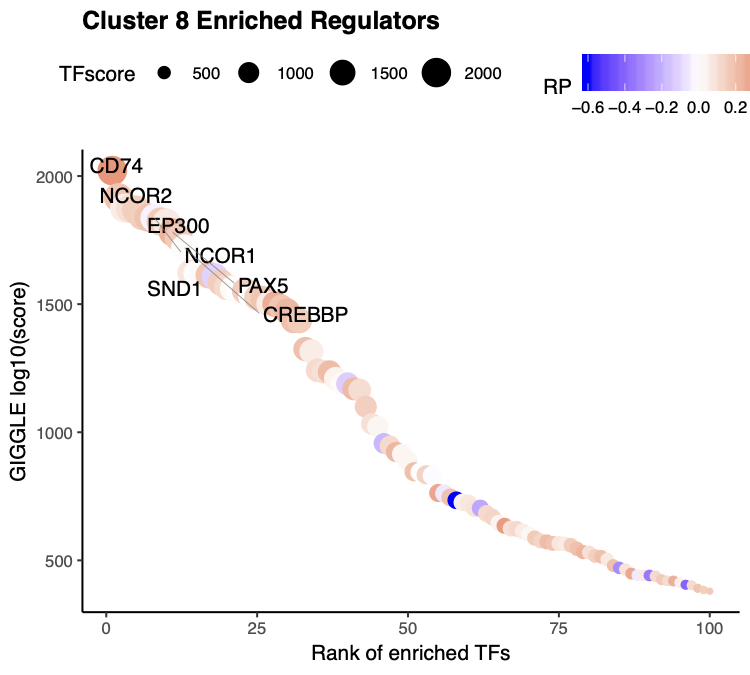 Cluster 8 Enriched Regulators
TFscore 500 1000 1500 2000
RP
−0.6 −0.4 −0.2 0.0 0.2
GIGGLE log10(score)
2000
1500
1000
500
CD74
NCOR2
EP300
NCOR1
SND1
PAX5
CREBBP
0 25 50 75 100
Rank of enriched TFs